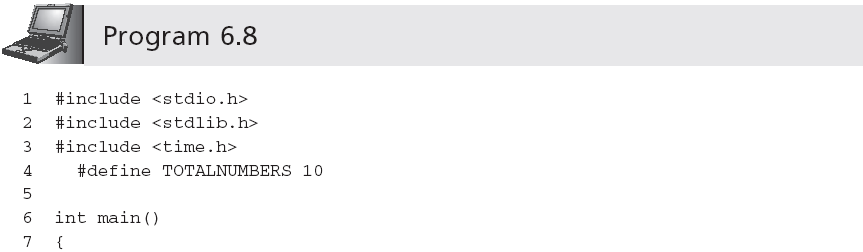 Program 6.8
1 #include <stdio.h>
2 #include <stdlib.h>
3 #include <time.h>
4 #define TOTALNUMBERS 10
5
6 int main()
7 {